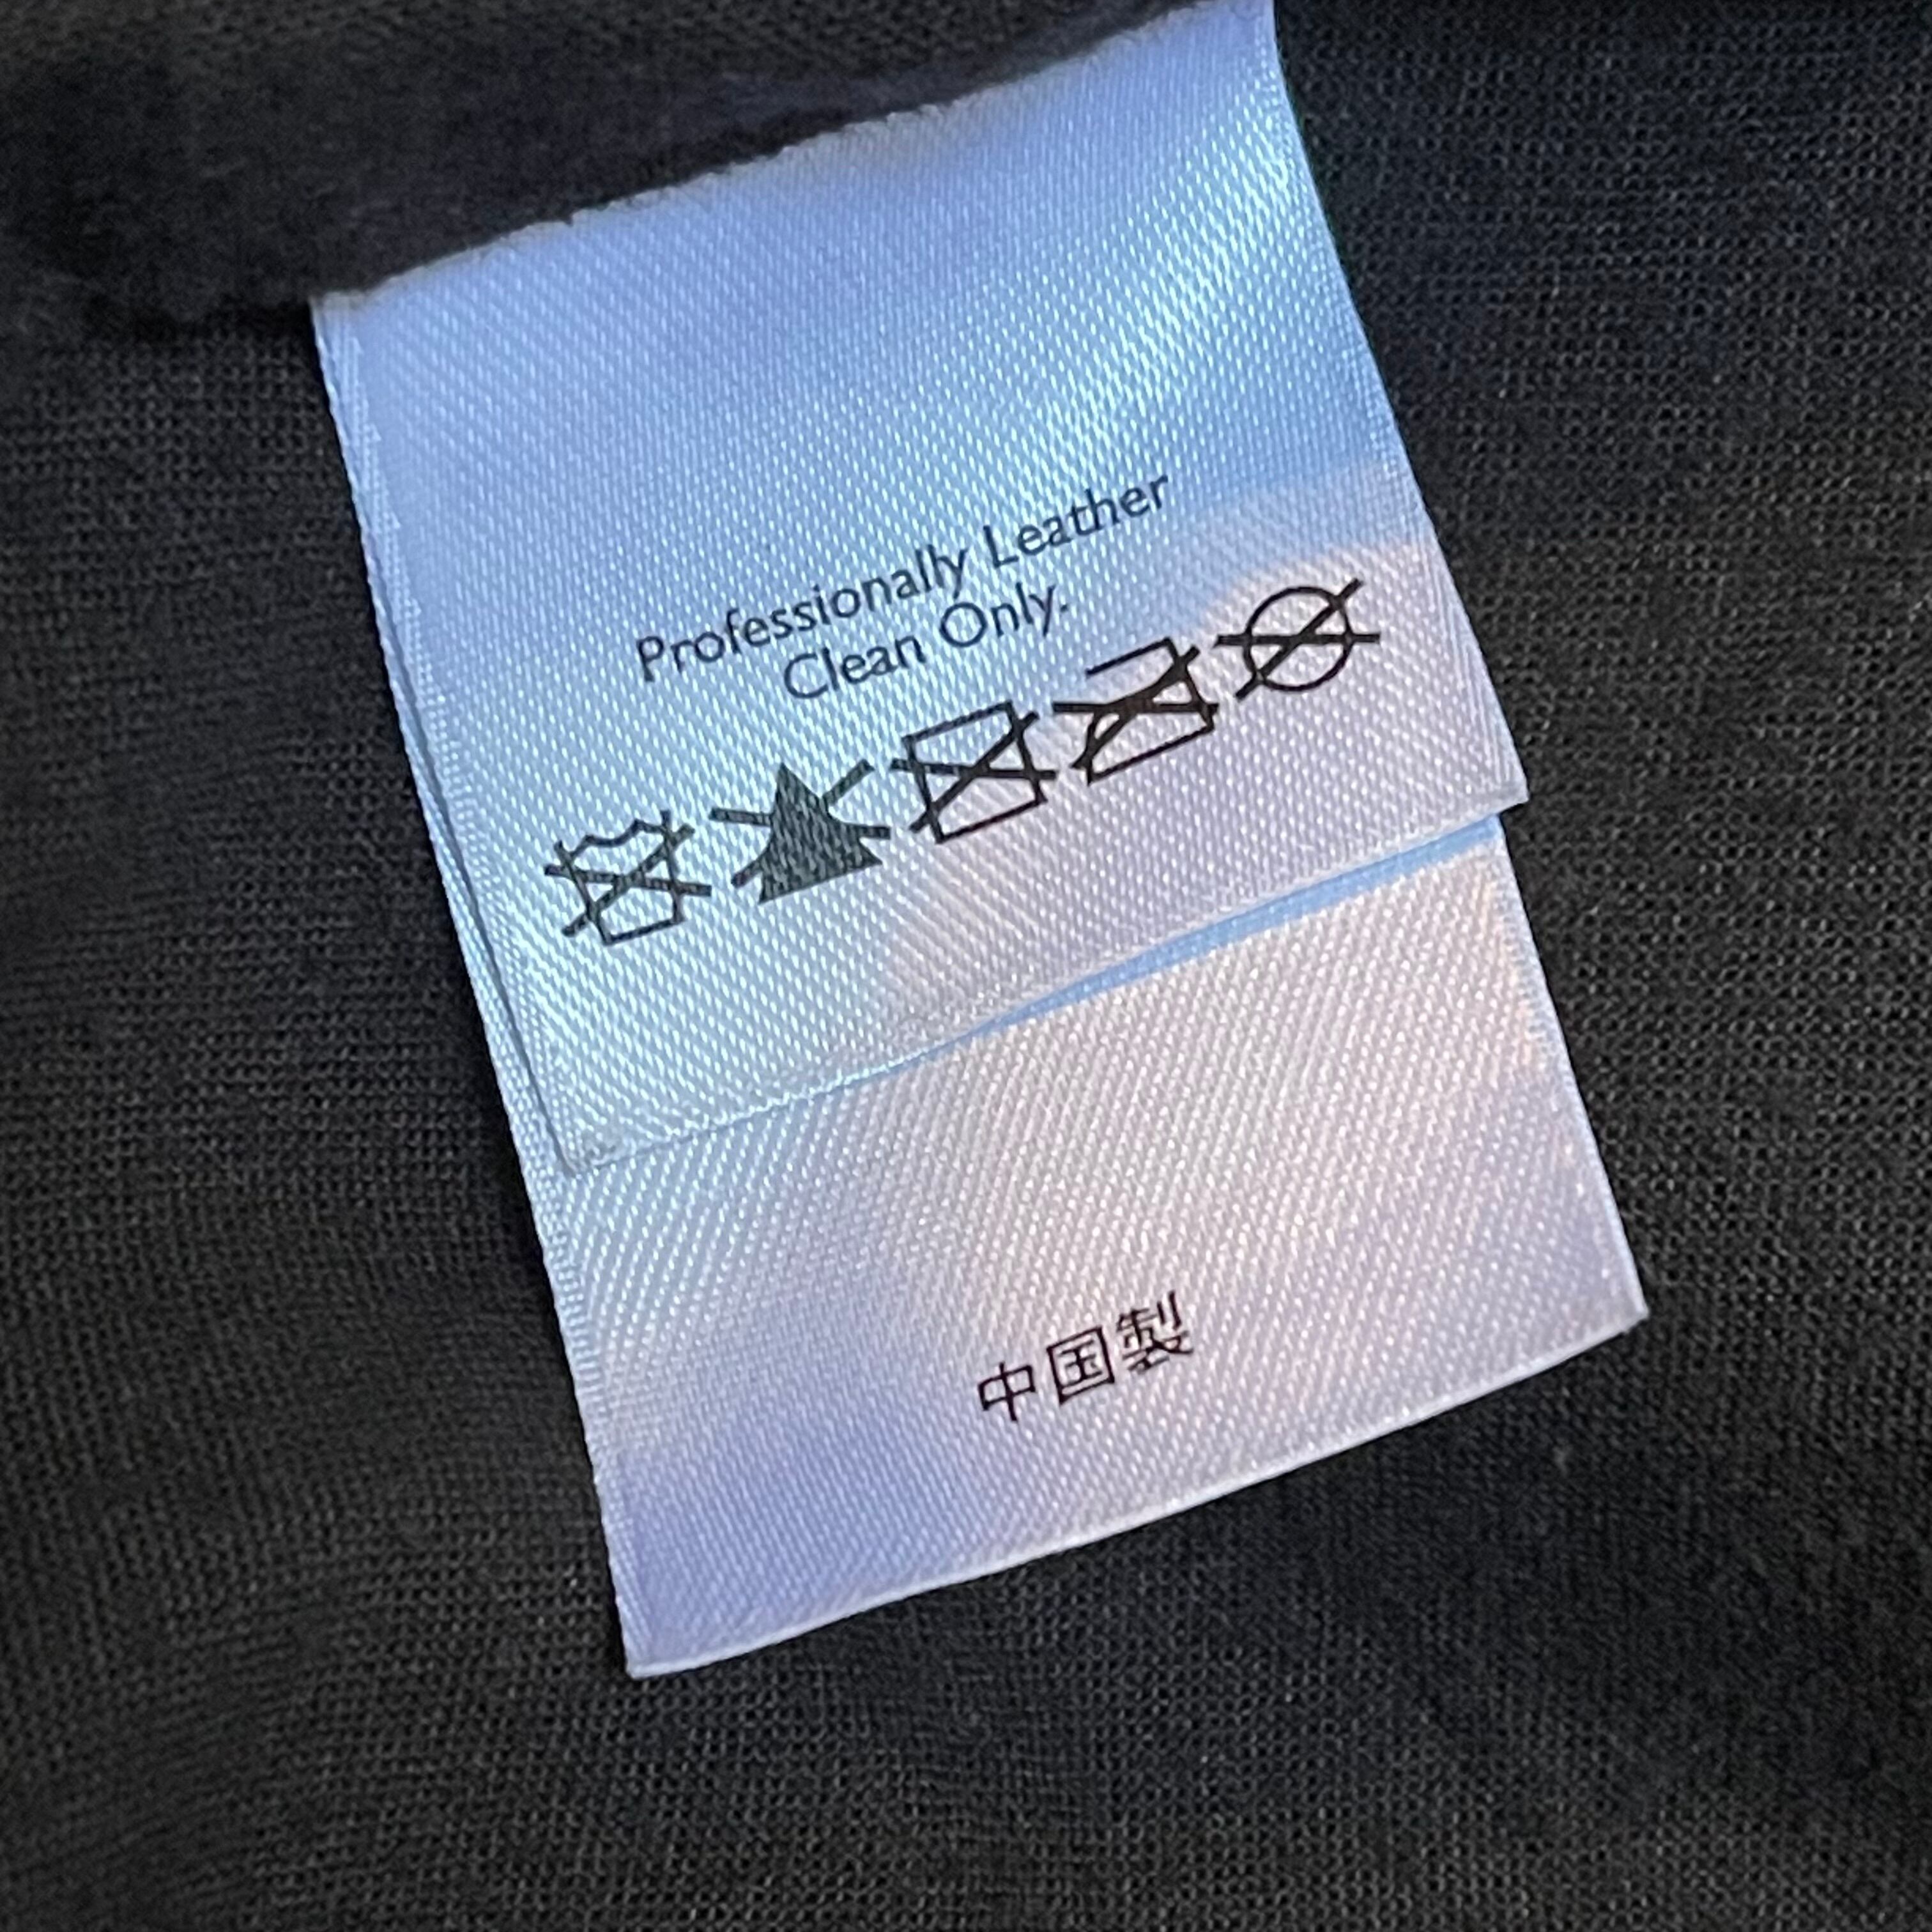 Professionally Leather
Clean Only.
中国製